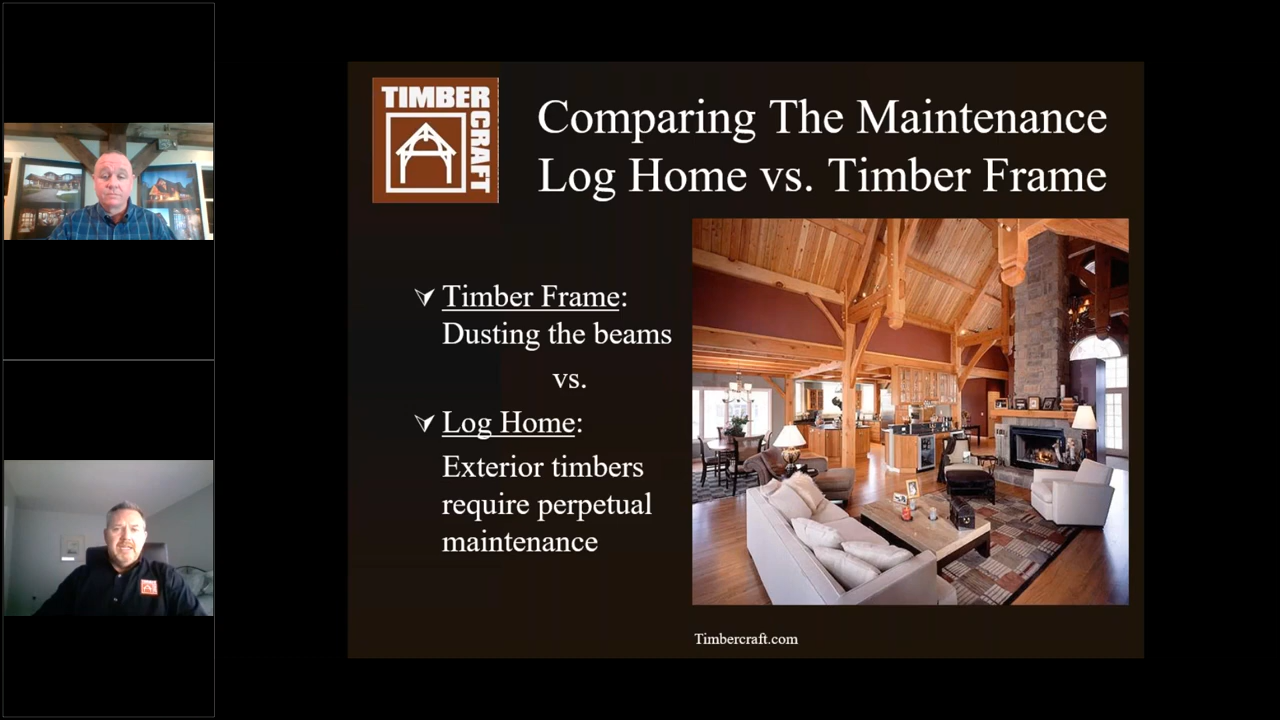 TIMBER
CRAFT
Comparing The Maintenance
Log Home vs. Timber Frame
Timber Frame:
Dusting the beams
vs.
Log Home:
Exterior timbers
require perpetual
maintenance
Timbercraft.com